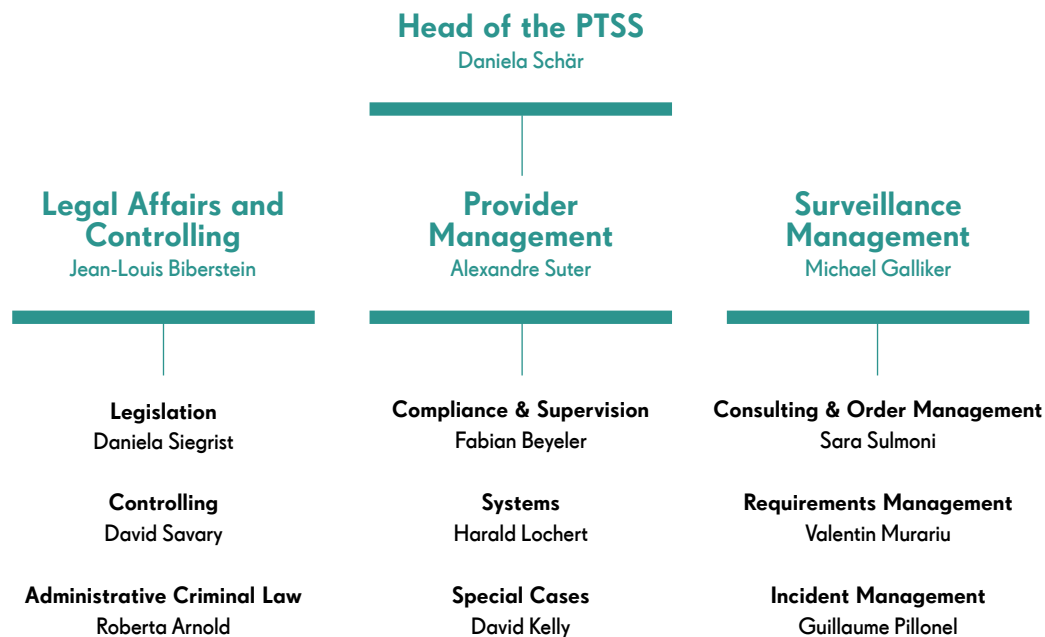 Head of the PTSS
Daniela Schär
Legal Affairs and
Controlling
Jean-Louis Biberstein
Provider
Management
Alexandre Suter
Surveillance
Management
Michael Galliker
Legislation
Daniela Siegrist
Controlling
David Savary
Administrative Criminal Law
Roberta Arnold
Compliance & Supervision
Fabian Beyeler
Systems
Harald Lochert
Special Cases
David Kelly
Consulting & Order Management
Sara Sulmoni
Requirements Management
Valentin Murariu
Incident Management
Guillaume Pillonel